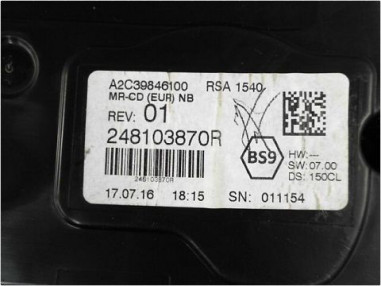 A2C39846100 RSA 1540
MR-CD (EUR) NB
REV: 01
248103870R
BS9
HW:---
SW: 07.00
DS: 150CL
248103870R
17.07.16 18:15 SN: 011154